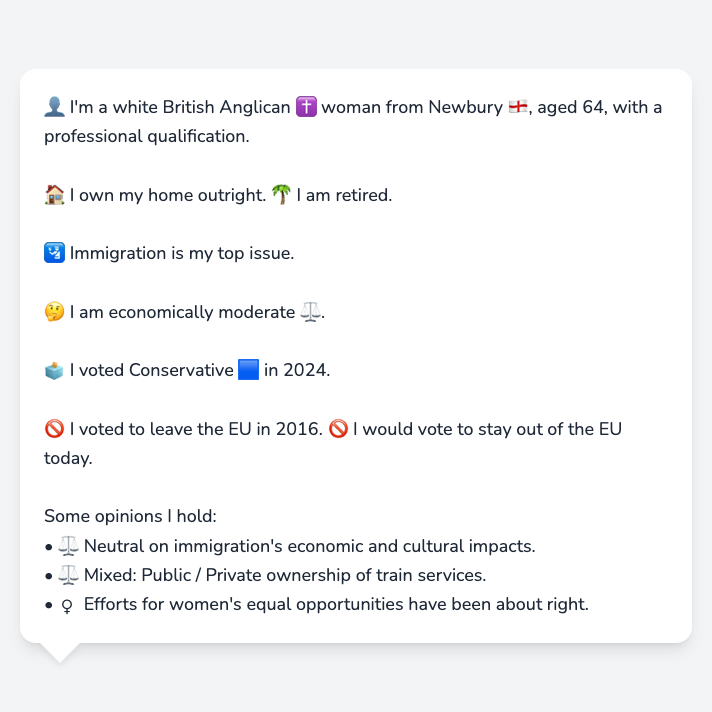 👤 I'm a white British Anglican ✝️ woman from Newbury 🏴󠁧󠁢󠁥󠁮󠁧󠁿, aged 64, with a
professional qualification.
🏠 I own my home outright. 🌴 I am retired.
🛂 Immigration is my top issue.
🤔 I am economically moderate ⚖️.
🗳️ I voted Conservative 🟦 in 2024.
🚫 I voted to leave the EU in 2016. 🚫 I would vote to stay out of the EU
today.
Some opinions I hold:
• ⚖️ Neutral on immigration's economic and cultural impacts.
• ⚖️ Mixed: Public / Private ownership of train services.
• ♀ Efforts for women's equal opportunities have been about right.